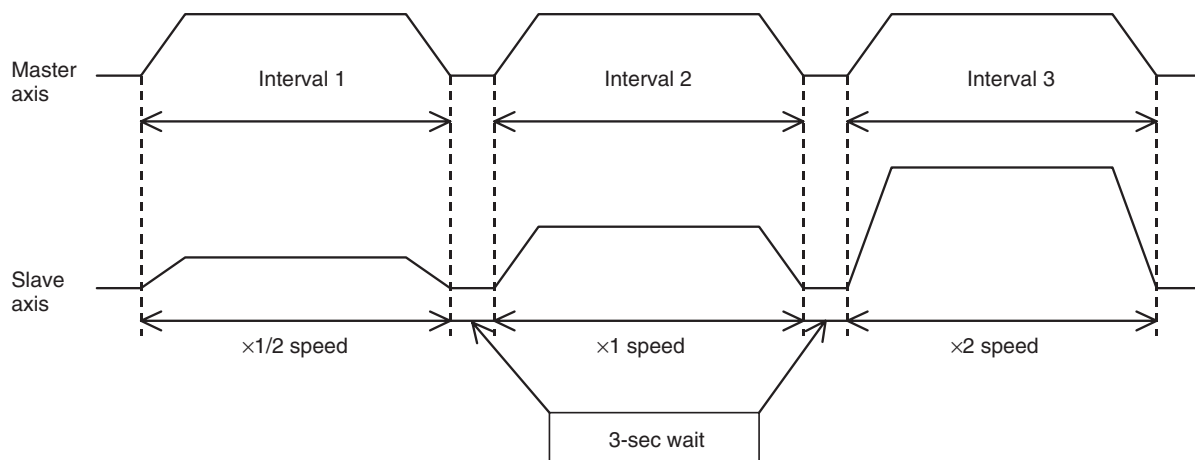 Master
axis
Interval 1
Interval 2
Interval 3
Slave
axis
×1/2 speed
×1 speed
×2 speed
3-sec wait